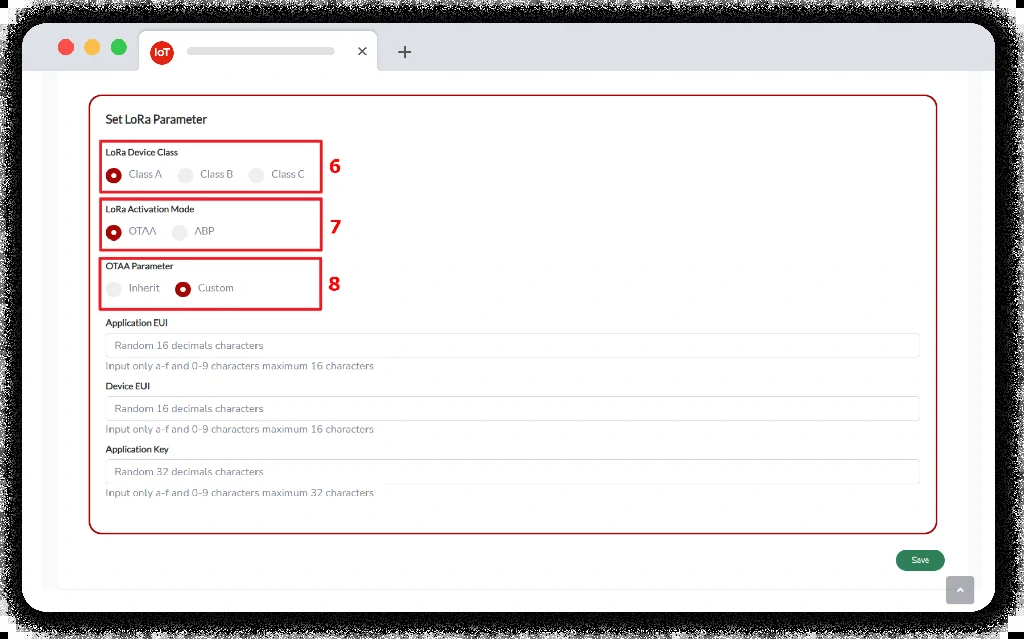 IoT
Set LoRa Parameter
LoRa Device Class
Class A Class B Class C
6
LoRa Activation Mode
OTAA ABP
7
OTAA Parameter
Inherit Custom
8
Application EUI
Random 16 decimals characters
Input only a-f and 0-9 characters maximum 16 characters
Device EUI
Random 16 decimals characters
Input only a-f and 0-9 characters maximum 16 characters
Application Key
Random 32 decimals characters
Input only a-f and 0-9 characters maximum 32 characters
Save